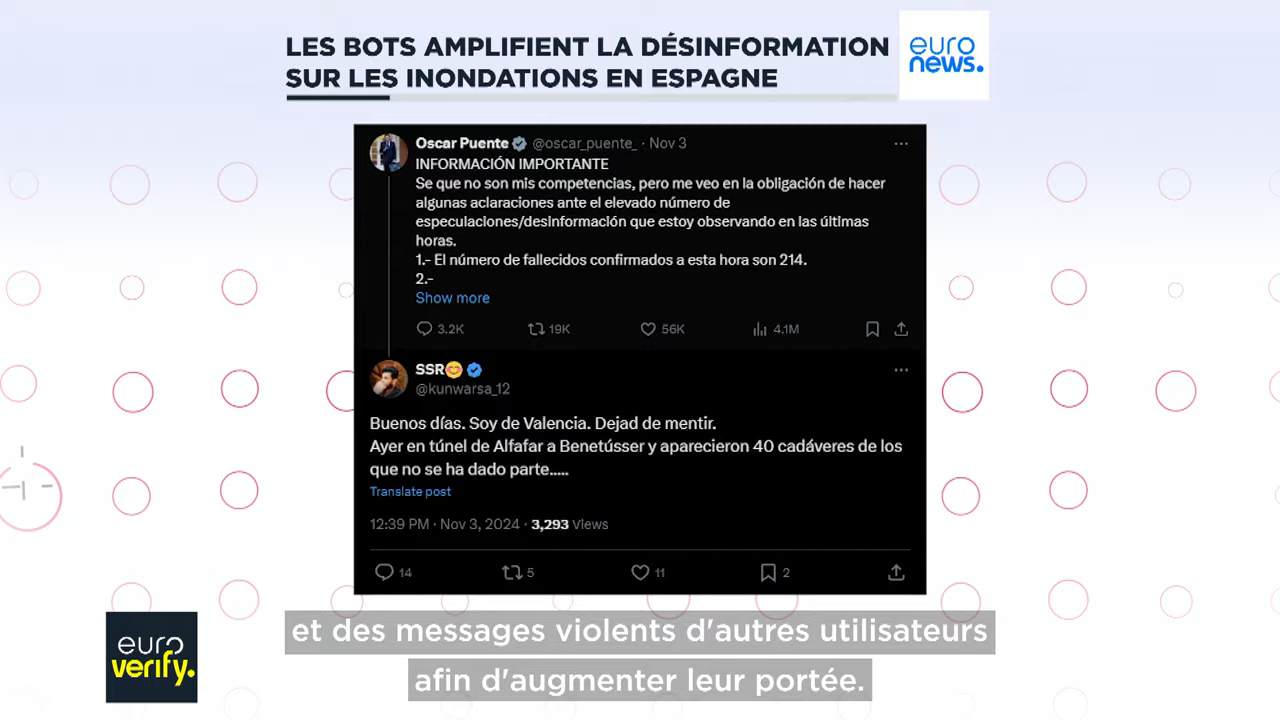 LES BOTS AMPLIFIENT LA DÉSINFORMATION
SUR LES INONDATIONS EN ESPAGNE
euro
news.
Oscar Puente @oscar_puente_ · Nov 3
INFORMACIÓN IMPORTANTE
Se que no son mis competencias, pero me veo en la obligación de hacer
algunas aclaraciones ante el elevado número de
especulaciones/desinformación que estoy observando en las últimas
horas.
1.- El número de fallecidos confirmados a esta hora son 214.
2.-
Show more
3.2K 19K 56K 4.1M
SSR😊
@kunwarsa_12
Buenos días. Soy de Valencia. Dejad de mentir.
Ayer en túnel de Alfafar a Benetússer y aparecieron 40 cadáveres de los
que no se ha dado parte.....
Translate post
12:39 PM · Nov 3, 2024 · 3,293 Views
14 5 11 2
et des messages violents d'autres utilisateurs
afin d'augmenter leur portée.
euro
verify.